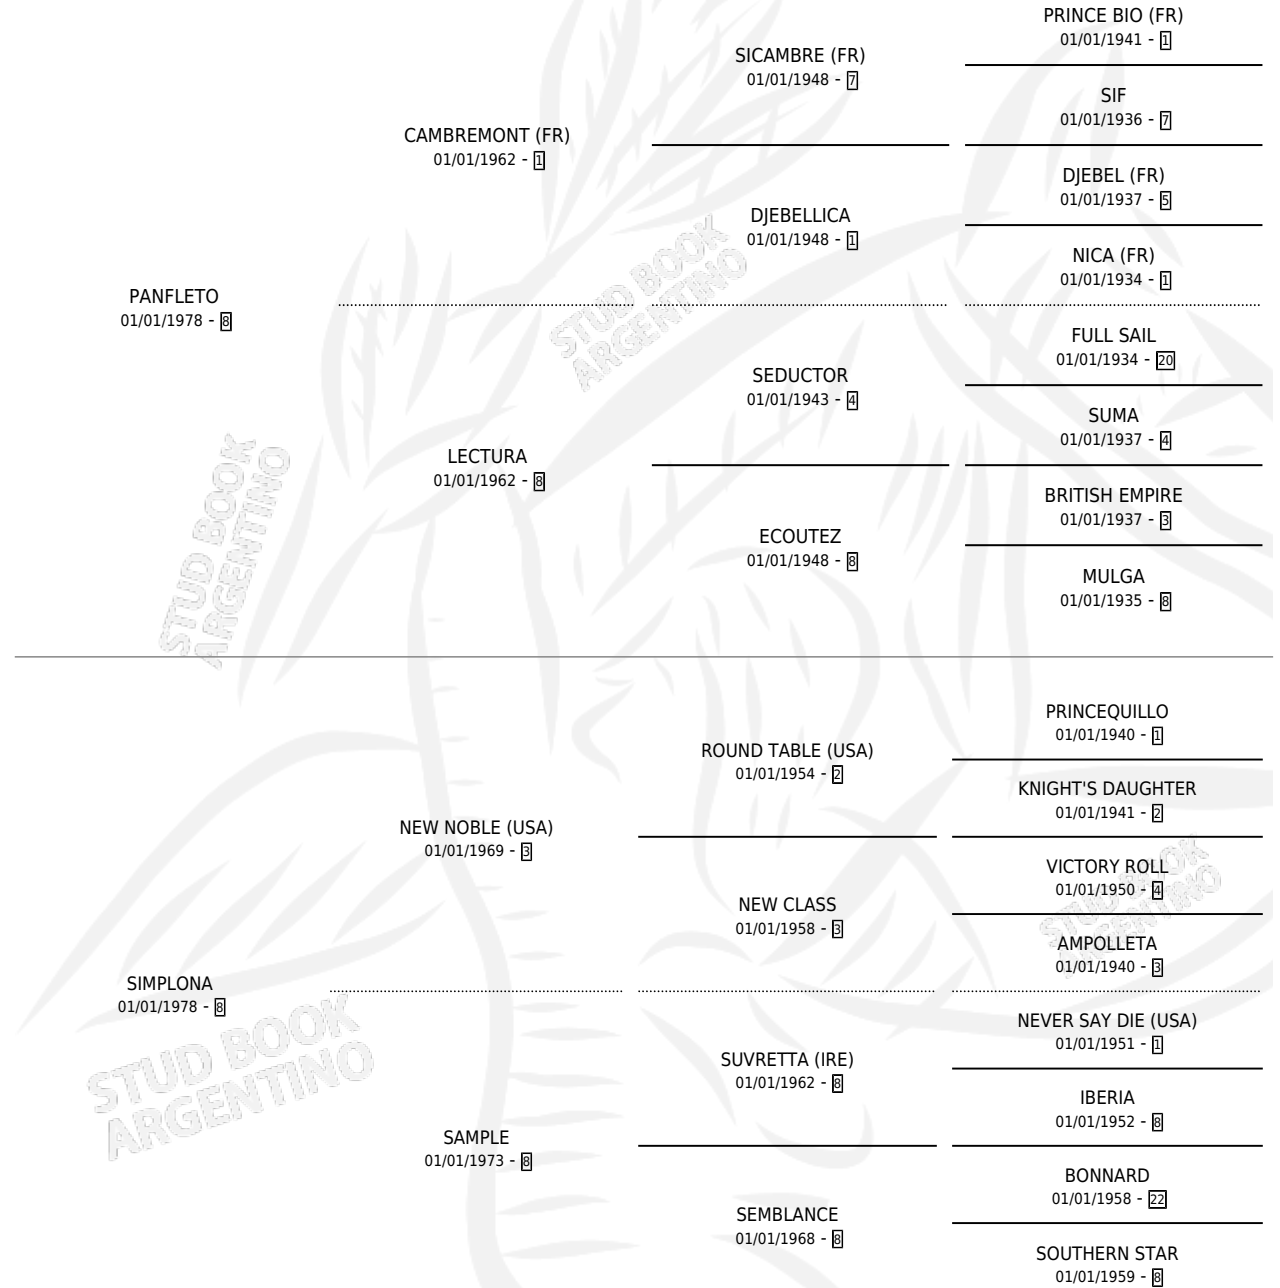 PRINCE BIO (FR)
01/01/1941 - 1
SICAMBRE (FR)
01/01/1948 - 7
SIF
01/01/1936 - 7
CAMBREMONT (FR)
01/01/1962 - 1
DJEBEL (FR)
01/01/1937 - 5
DJEBELLICA
01/01/1948 - 1
NICA (FR)
01/01/1934 - 1
PANFLETO
01/01/1978 - 8
FULL SAIL
01/01/1934 - 20
SEDUCTOR
01/01/1943 - 4
SUMA
01/01/1937 - 4
LECTURA
01/01/1962 - 8
BRITISH EMPIRE
01/01/1937 - 3
ECOUTEZ
01/01/1948 - 8
MULGA
01/01/1935 - 8
PRINCEQUILLO
01/01/1940 - 1
ROUND TABLE (USA)
01/01/1954 - 2
KNIGHT'S DAUGHTER
01/01/1941 - 2
NEW NOBLE (USA)
01/01/1969 - 3
VICTORY ROLL
01/01/1950 - 4
NEW CLASS
01/01/1958 - 3
AMPOLLETA
01/01/1940 - 3
SIMPLONA
01/01/1978 - 8
NEVER SAY DIE (USA)
01/01/1951 - 1
SUVRETTA (IRE)
01/01/1962 - 8
IBERIA
01/01/1952 - 8
SAMPLE
01/01/1973 - 8
BONNARD
01/01/1958 - 22
SEMBLANCE
01/01/1968 - 8
SOUTHERN STAR
01/01/1959 - 8
STUD BOOK
ARGENTINO
STUD BOOK
ARGENTINO
STUD BOOK
ARGENTINO
STUD BOOK
ARGENTINO